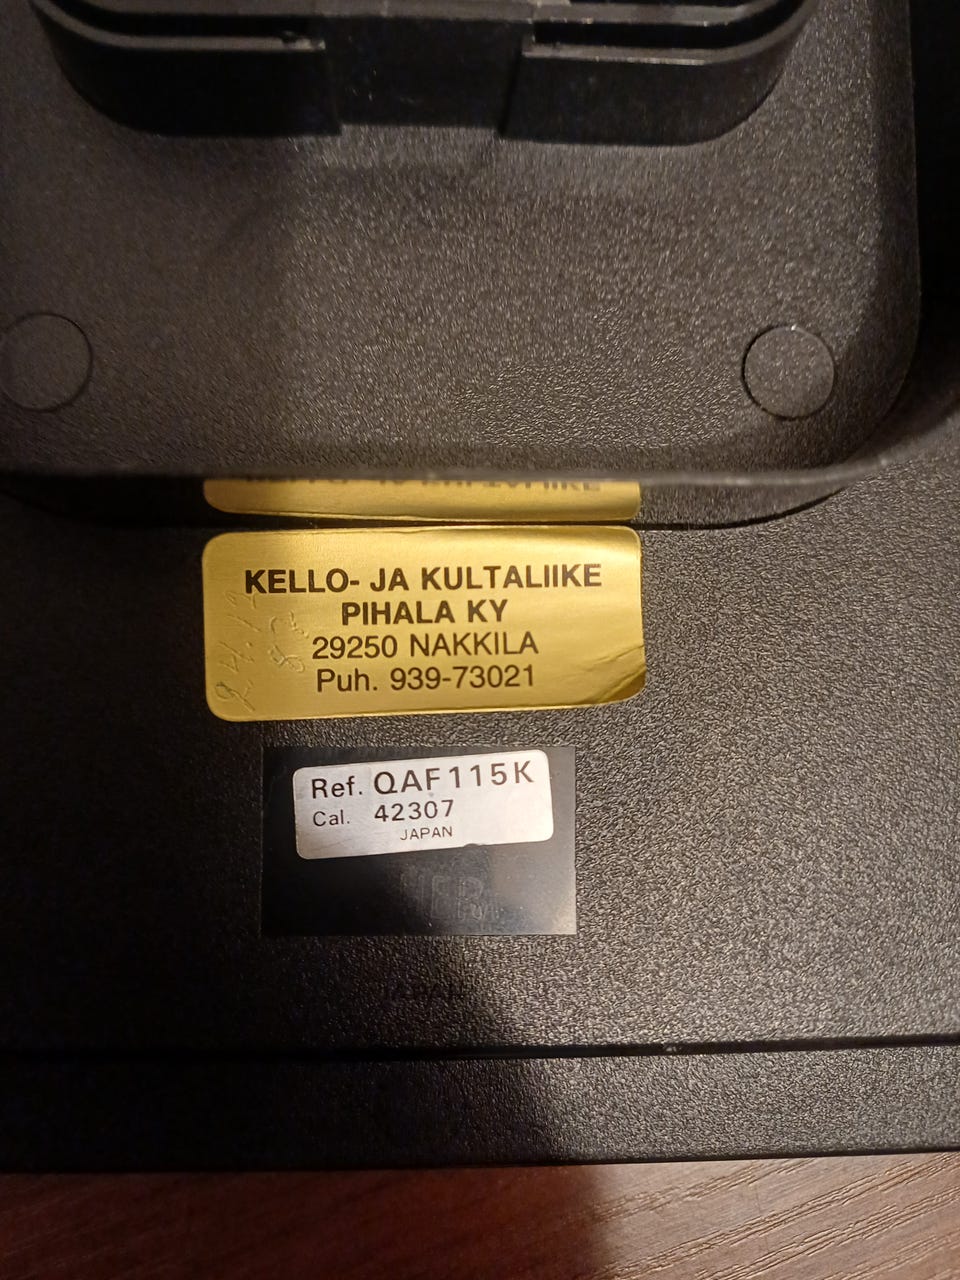 KELLO- JA KULTALIIKE
PIHALA KY
29250 NAKKILA
Puh. 939-73021
Ref. QAF115K
Cal. 42307
JAPAN